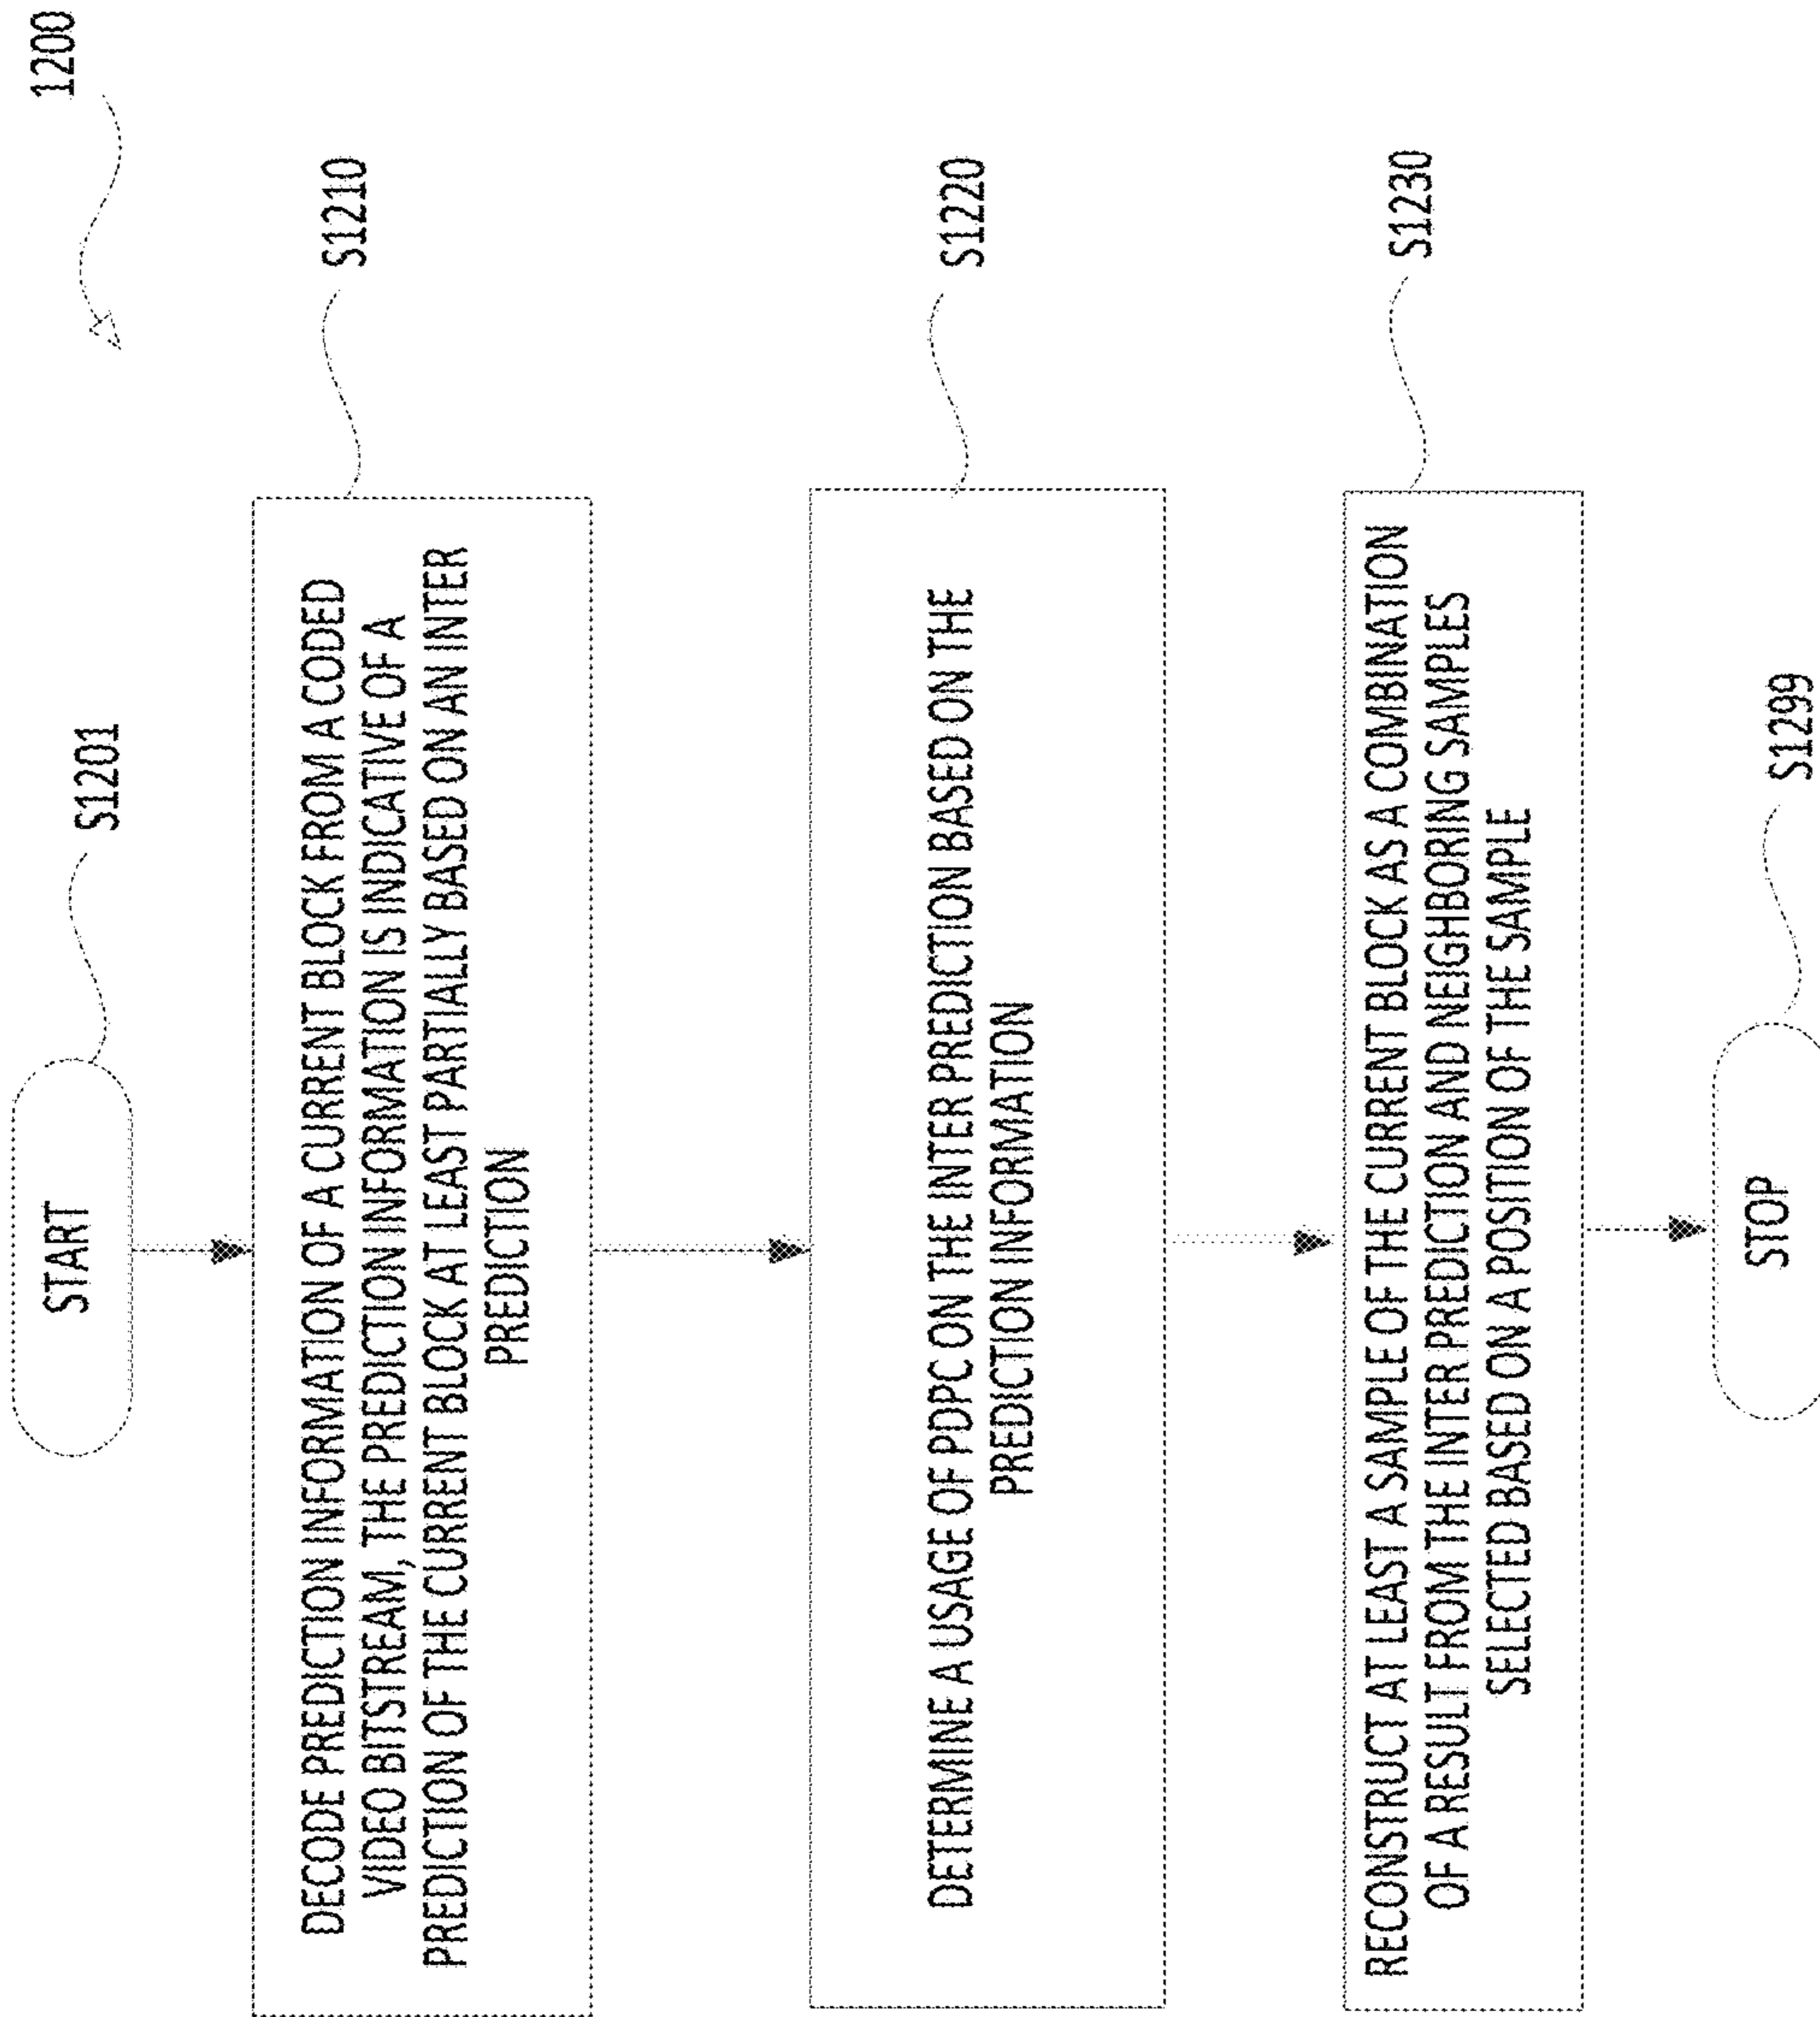 1200
START
S1201
DECODE PREDICTION INFORMATION OF A CURRENT BLOCK FROM A CODED
VIDEO BITSTREAM, THE PREDICTION INFORMATION IS INDICATIVE OF A
PREDICTION OF THE CURRENT BLOCK AT LEAST PARTIALLY BASED ON AN INTER
PREDICTION
S1210
DETERMINE A USAGE OF PDPC ON THE INTER PREDICTION BASED ON THE
PREDICTION INFORMATION
S1220
RECONSTRUCT AT LEAST A SAMPLE OF THE CURRENT BLOCK AS A COMBINATION
OF A RESULT FROM THE INTER PREDICTION AND NEIGHBORING SAMPLES
SELECTED BASED ON A POSITION OF THE SAMPLE
S1230
STOP
S1299